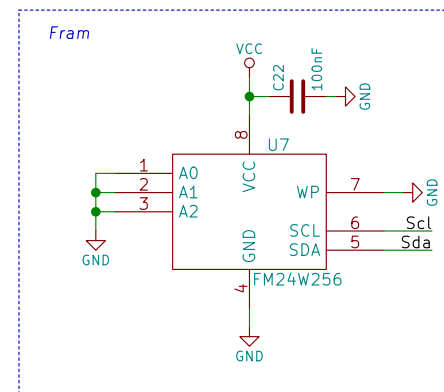 Fram
VCC
C22
100nF
GND
8
U7
1
A0
VCC
2
A1
WP
7
GND
3
A2
SCL
6
Scl
GND
SDA
5
Sda
GND
4
FM24W256
GND